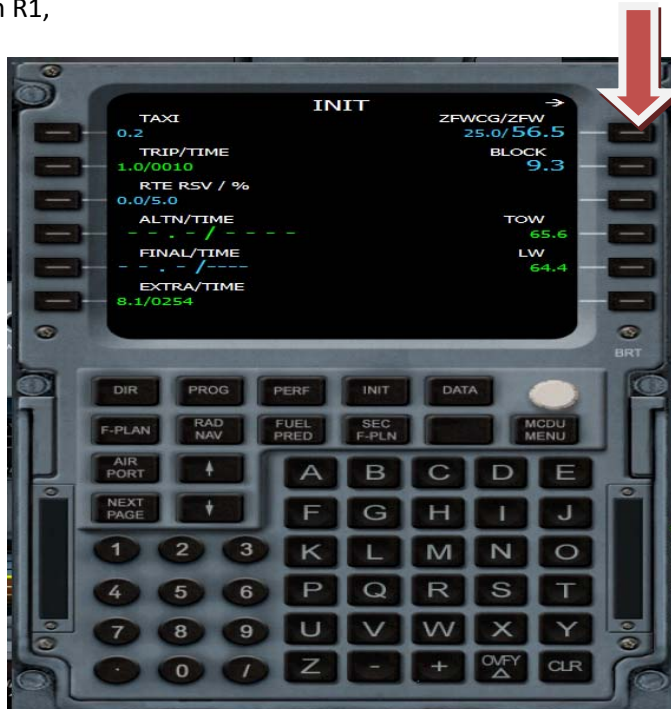 n R1,
INIT →
TAXI ZFWCG/ZFW
0.2 25.0/56.5
TRIP/TIME BLOCK
1.0/0010 9.3
RTE RSV / %
0.0/5.0
ALTN/TIME TOW
--.-/---- 65.6
FINAL/TIME LW
--.-/---- 64.4
EXTRA/TIME
8.1/0254
BRT
DIR PROG PERF INIT DATA
F-PLAN RAD NAV FUEL PRED SEC F-PLN MCDU MENU
AIR PORT
A B C D E
NEXT PAGE
F G H I J
1 2 3 K L M N O
4 5 6 P Q R S T
7 8 9 U V W X Y
. 0 / Z - + OVFY Δ CLR